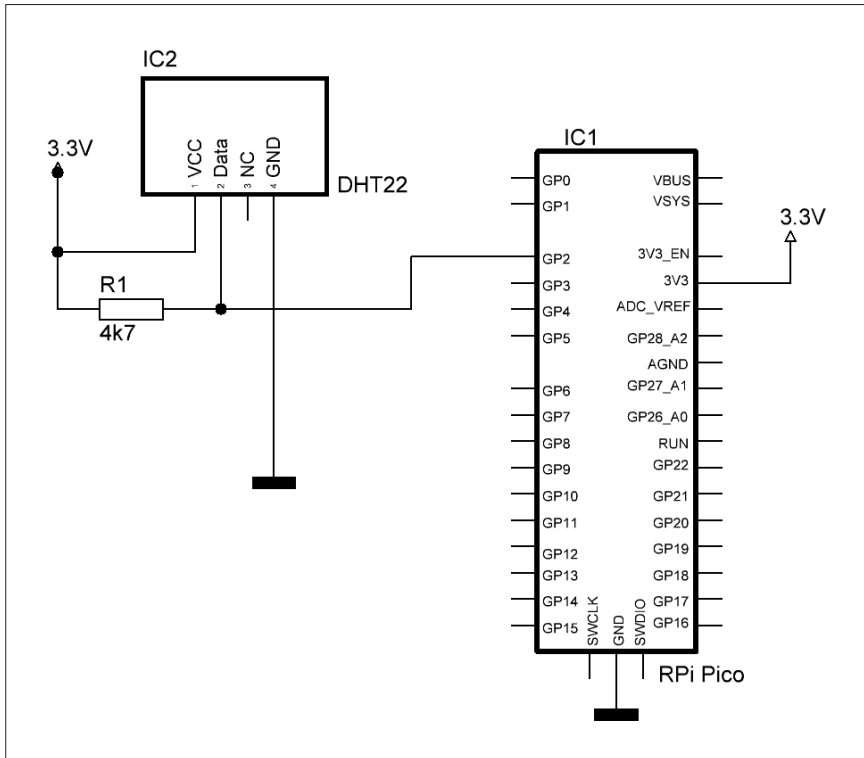 IC2
3.3V
VCC
Data
NC
GND
1
2
3
4
DHT22
R1
4k7
IC1
GP0
GP1
GP2
GP3
GP4
GP5
GP6
GP7
GP8
GP9
GP10
GP11
GP12
GP13
GP14
GP15
VBUS
VSYS
3V3_EN
3V3
ADC_VREF
GP28_A2
AGND
GP27_A1
GP26_A0
RUN
GP22
GP21
GP20
GP19
GP18
GP17
GP16
SWCLK
GND
SWDIO
3.3V
RPi Pico